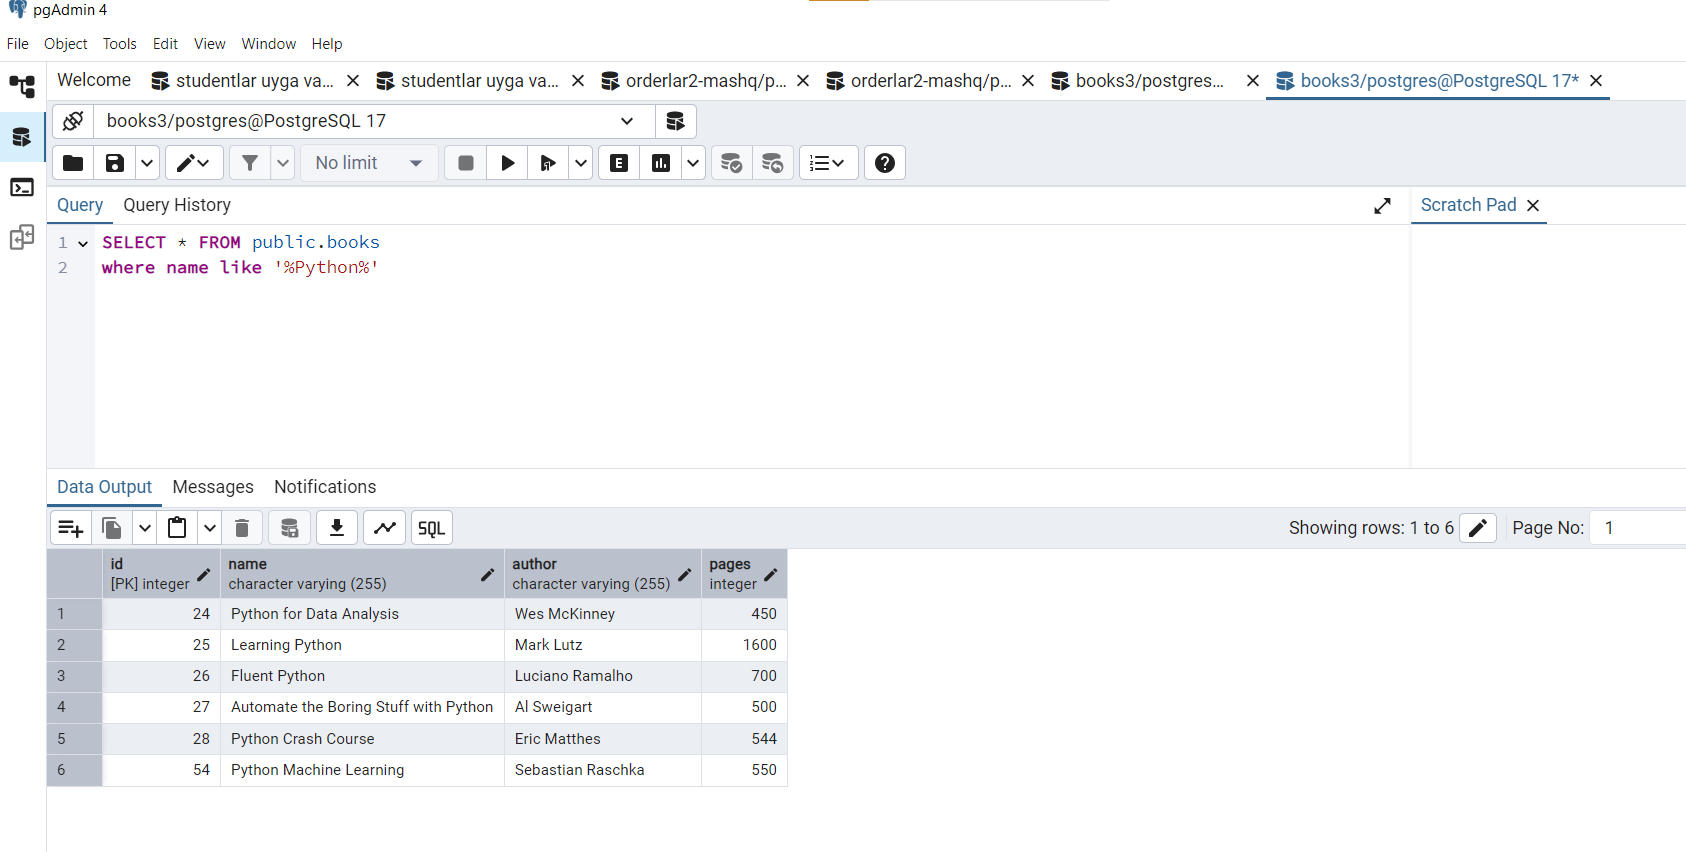 pgAdmin 4
File Object Tools Edit View Window Help
Welcome studentlar uyga va... studentlar uyga va... orderlar2-mashq/p... orderlar2-mashq/p... books3/postgres... books3/postgres@PostgreSQL 17*
books3/postgres@PostgreSQL 17
No limit E
Query Query History Scratch Pad
1 SELECT * FROM public.books
2 where name like '%Python%'
Data Output Messages Notifications
SQL Showing rows: 1 to 6 Page No: 1
id name author pages
[PK] integer character varying (255) character varying (255) integer
1 24 Python for Data Analysis Wes McKinney 450
2 25 Learning Python Mark Lutz 1600
3 26 Fluent Python Luciano Ramalho 700
4 27 Automate the Boring Stuff with Python Al Sweigart 500
5 28 Python Crash Course Eric Matthes 544
6 54 Python Machine Learning Sebastian Raschka 550